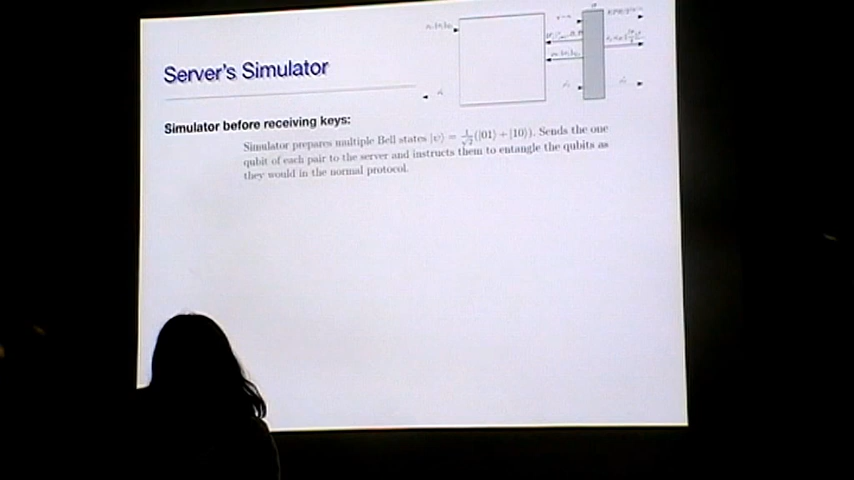 Server's Simulator
Simulator before receiving keys:
Simulator prepares multiple Bell states |ψ⟩ = 1/√2(|01⟩ + |10⟩). Sends the one
qubit of each pair to the server and instructs them to entangle the qubits as
they would in the normal protocol.